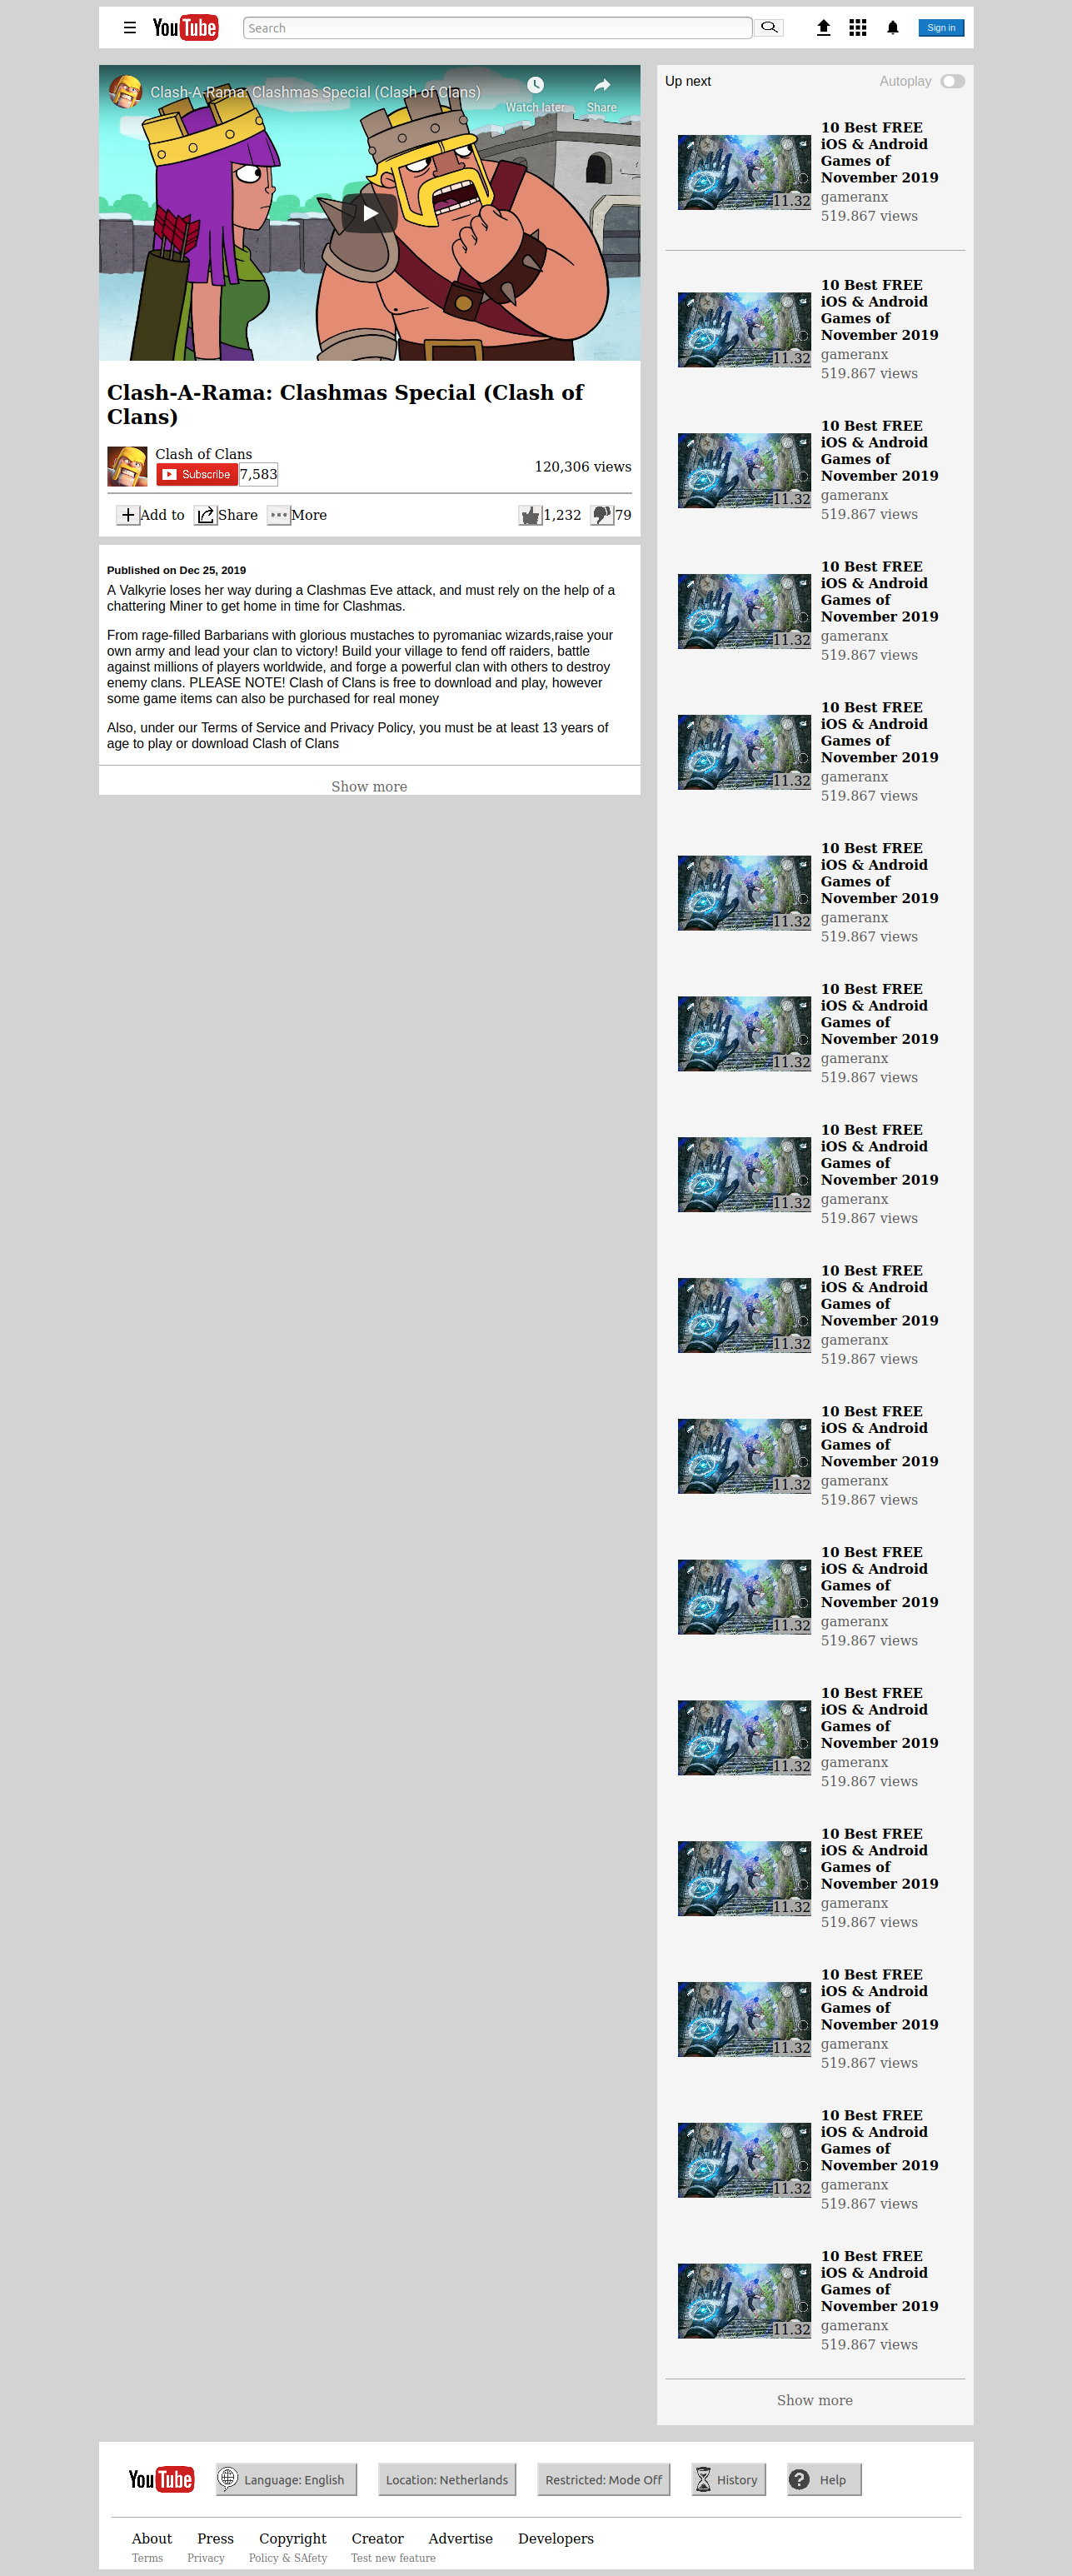 YouTube
Search
Sign in
Clash-A-Rama: Clashmas Special (Clash of Clans)
Watch later
Share
Clash-A-Rama: Clashmas Special (Clash of
Clans)
Clash of Clans
Subscribe 7,583
120,306 views
Add to Share More 1,232 79
Published on Dec 25, 2019
A Valkyrie loses her way during a Clashmas Eve attack, and must rely on the help of a
chattering Miner to get home in time for Clashmas.
From rage-filled Barbarians with glorious mustaches to pyromaniac wizards,raise your
own army and lead your clan to victory! Build your village to fend off raiders, battle
against millions of players worldwide, and forge a powerful clan with others to destroy
enemy clans. PLEASE NOTE! Clash of Clans is free to download and play, however
some game items can also be purchased for real money
Also, under our Terms of Service and Privacy Policy, you must be at least 13 years of
age to play or download Clash of Clans
Show more
Up next Autoplay
11.32
10 Best FREE
iOS & Android
Games of
November 2019
gameranx
519.867 views
11.32
10 Best FREE
iOS & Android
Games of
November 2019
gameranx
519.867 views
11.32
10 Best FREE
iOS & Android
Games of
November 2019
gameranx
519.867 views
11.32
10 Best FREE
iOS & Android
Games of
November 2019
gameranx
519.867 views
11.32
10 Best FREE
iOS & Android
Games of
November 2019
gameranx
519.867 views
11.32
10 Best FREE
iOS & Android
Games of
November 2019
gameranx
519.867 views
11.32
10 Best FREE
iOS & Android
Games of
November 2019
gameranx
519.867 views
11.32
10 Best FREE
iOS & Android
Games of
November 2019
gameranx
519.867 views
11.32
10 Best FREE
iOS & Android
Games of
November 2019
gameranx
519.867 views
11.32
10 Best FREE
iOS & Android
Games of
November 2019
gameranx
519.867 views
11.32
10 Best FREE
iOS & Android
Games of
November 2019
gameranx
519.867 views
11.32
10 Best FREE
iOS & Android
Games of
November 2019
gameranx
519.867 views
11.32
10 Best FREE
iOS & Android
Games of
November 2019
gameranx
519.867 views
11.32
10 Best FREE
iOS & Android
Games of
November 2019
gameranx
519.867 views
11.32
10 Best FREE
iOS & Android
Games of
November 2019
gameranx
519.867 views
11.32
10 Best FREE
iOS & Android
Games of
November 2019
gameranx
519.867 views
Show more
YouTube Language: English Location: Netherlands Restricted: Mode Off History Help
About Press Copyright Creator Advertise Developers
Terms Privacy Policy & SAfety Test new feature